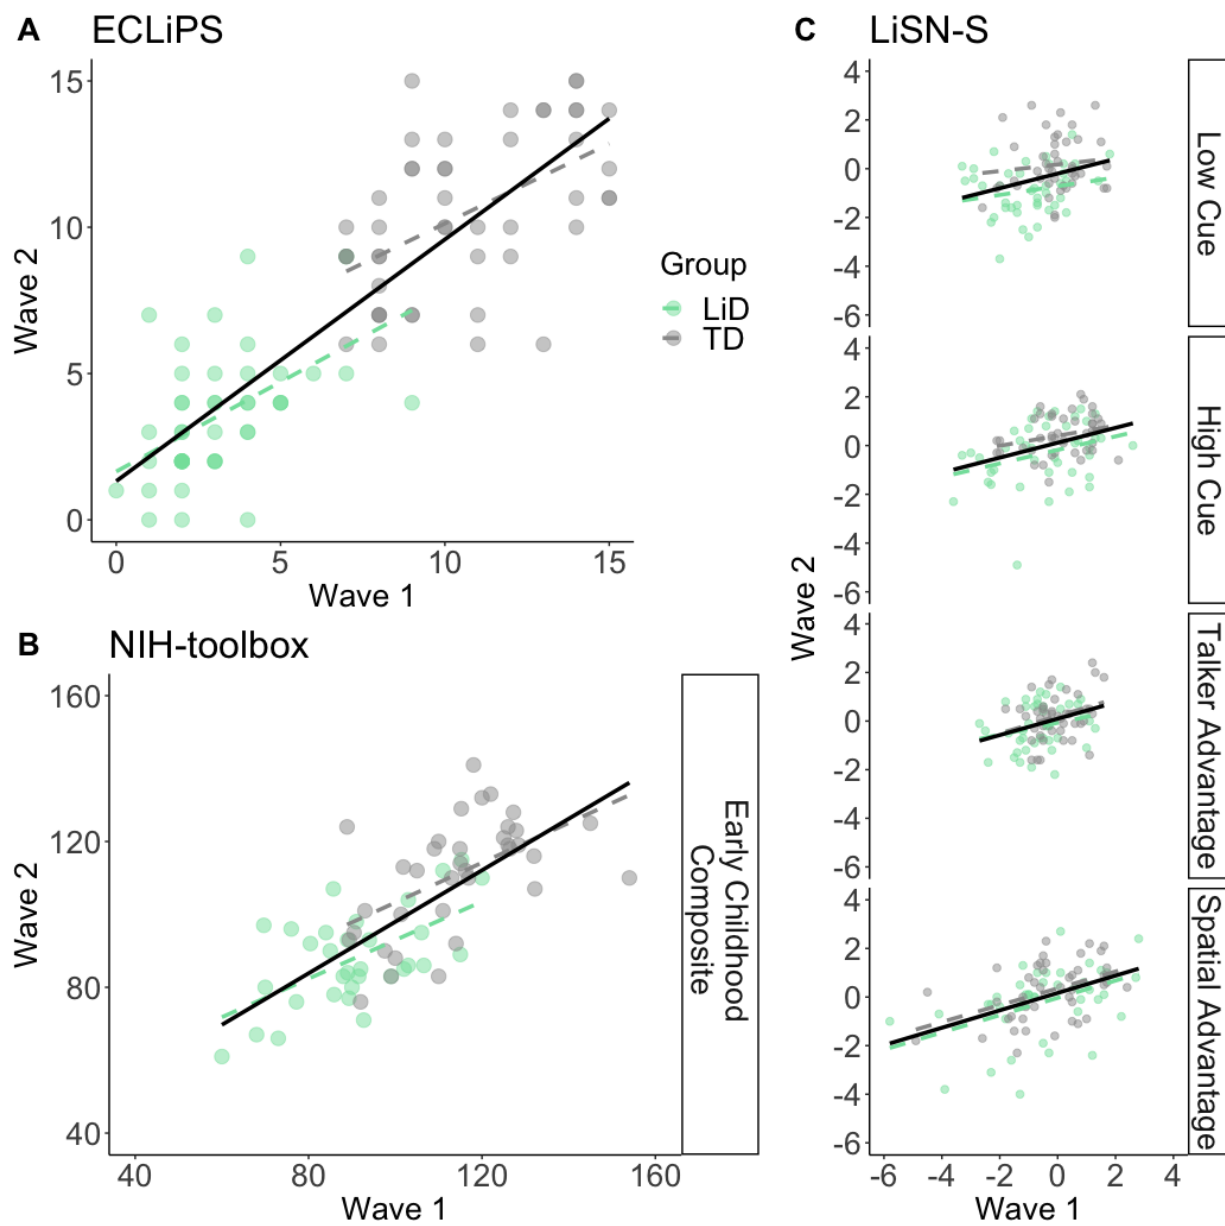 A ECLiPS
15
10
5
0
Wave 2
0 5 10 15
Wave 1
Group
LiD
TD
B NIH-toolbox
160
120
80
40
Wave 2
40 80 120 160
Wave 1
Early Childhood
Composite
C LiSN-S
4
2
0
-2
-4
-6
Low Cue
4
2
0
-2
-4
-6
High Cue
Wave 2
4
2
0
-2
-4
-6
Talker Advantage
4
2
0
-2
-4
-6
Spatial Advantage
-6 -4 -2 0 2 4
Wave 1